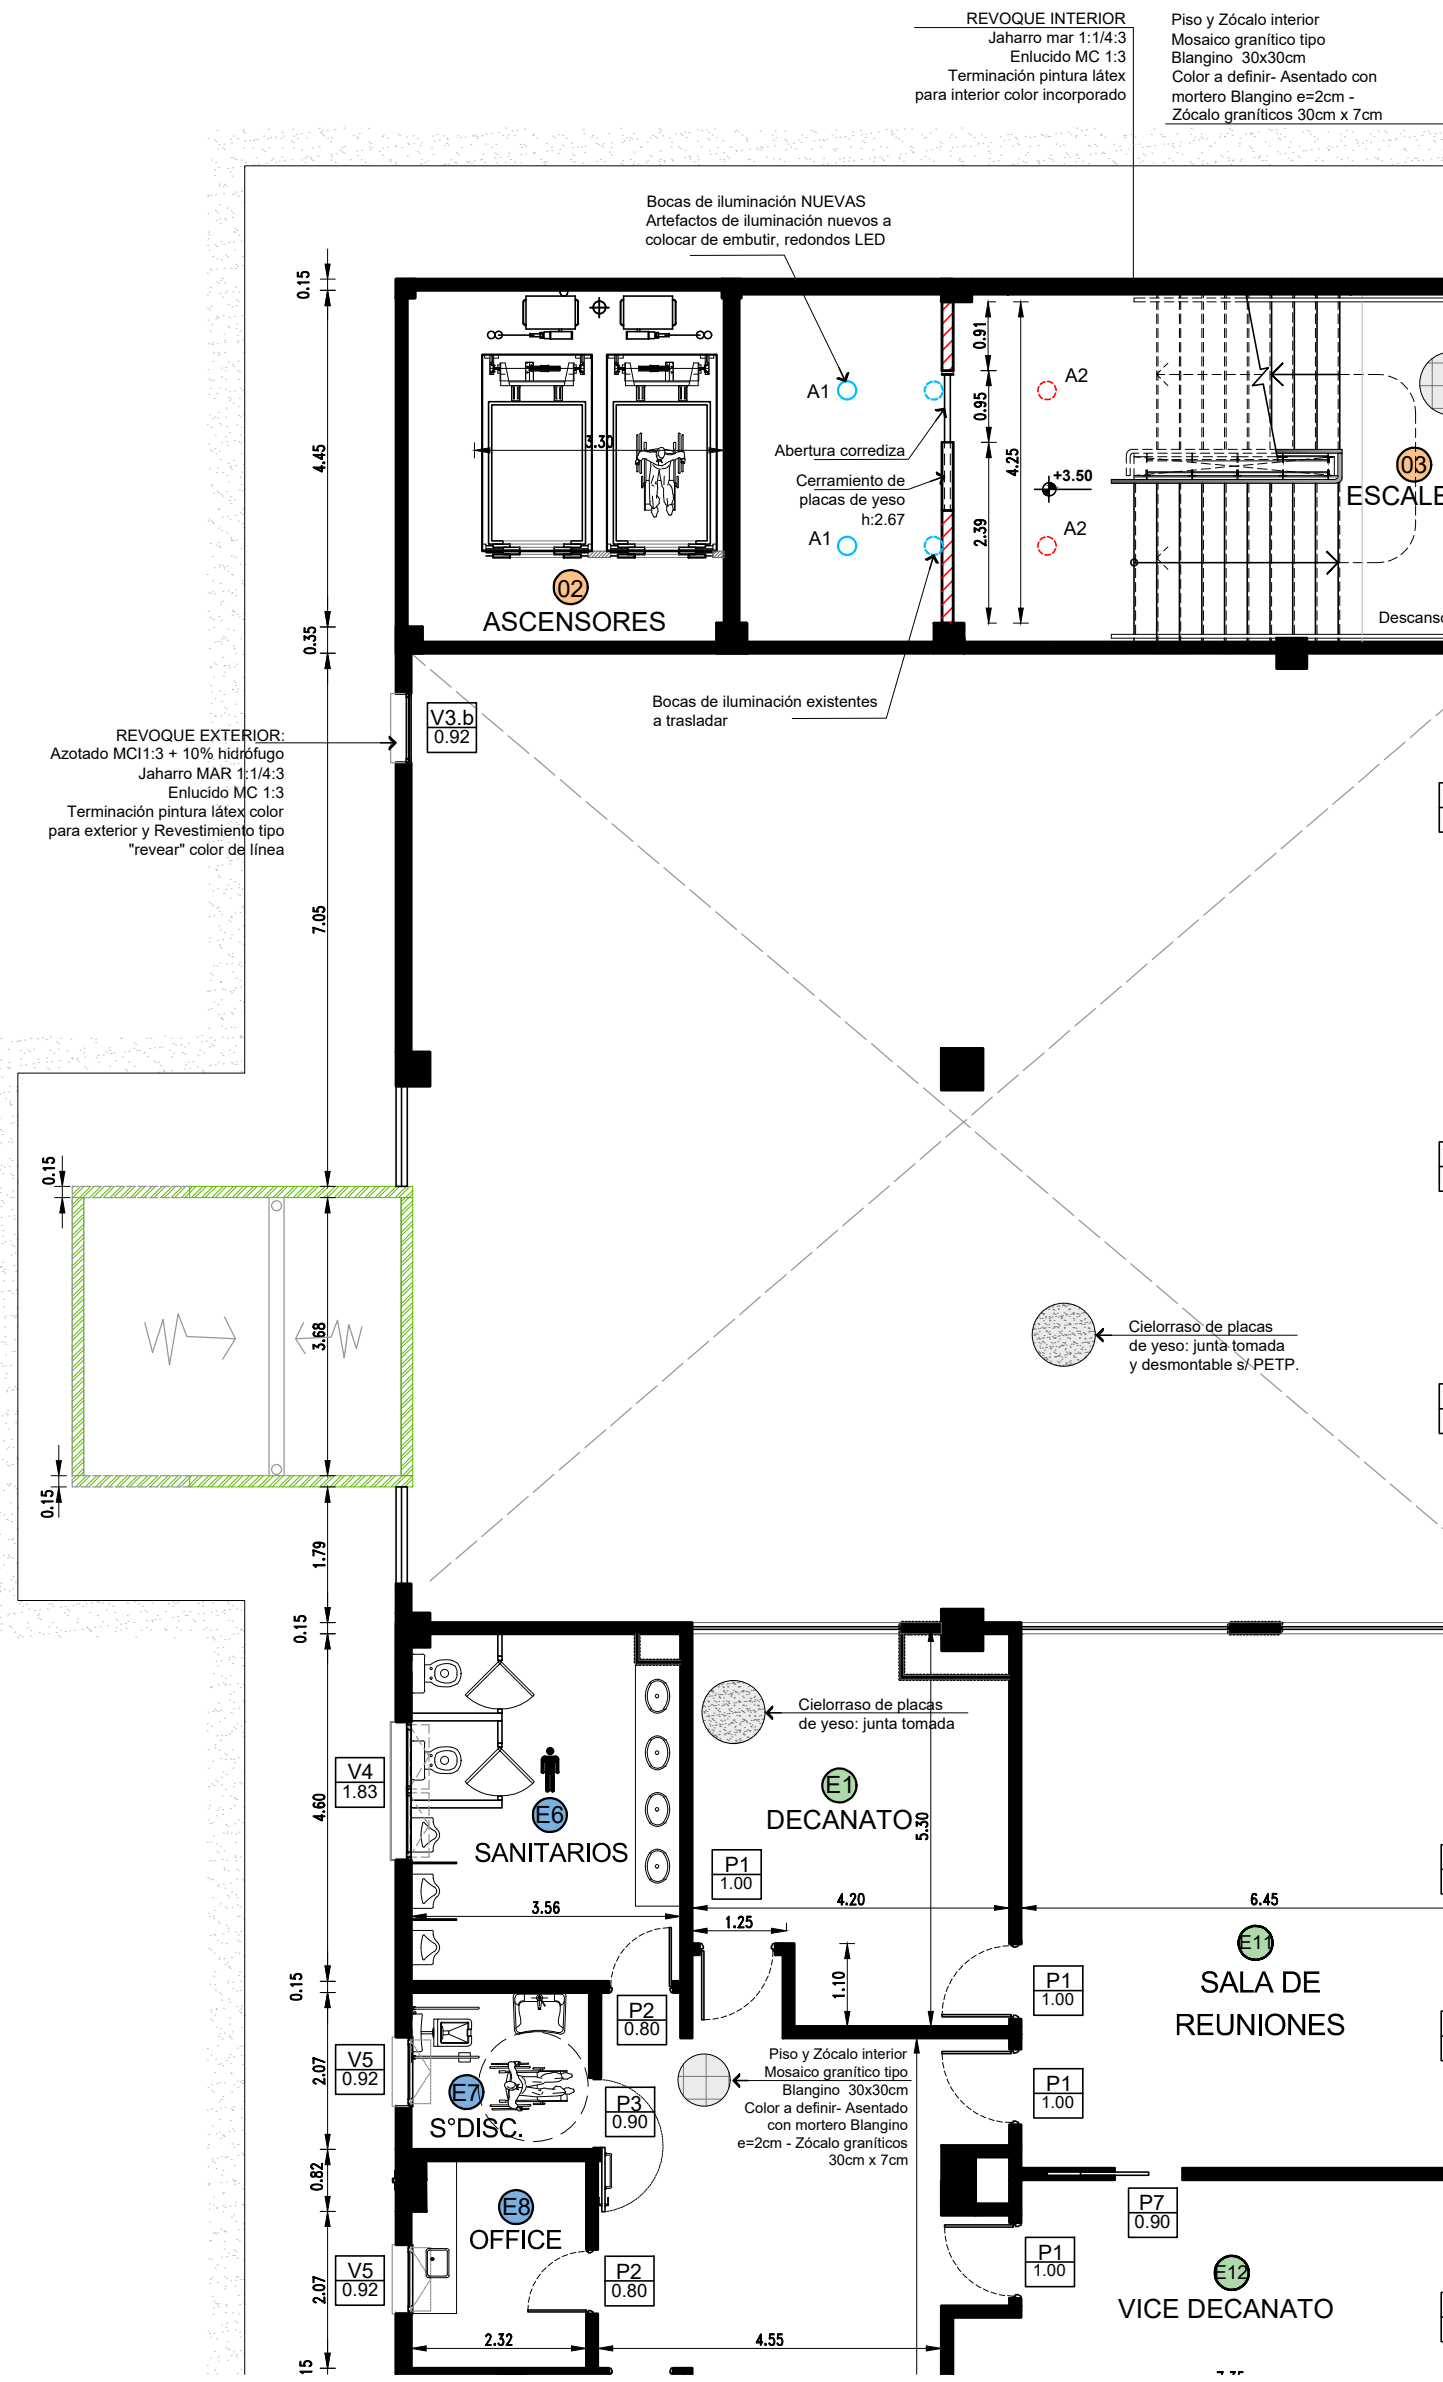 REVOQUE INTERIOR
Jaharro mar 1:1/4:3
Enlucido MC 1:3
Terminación pintura látex
para interior color incorporado
Piso y Zócalo interior
Mosaico granítico tipo
Blangino 30x30cm
Color a definir- Asentado con
mortero Blangino e=2cm -
Zócalo graníticos 30cm x 7cm
Bocas de iluminación NUEVAS
Artefactos de iluminación nuevos a
colocar de embutir, redondos LED
0.15
4.45
0.35
3.30
02
ASCENSORES
A1
A1
Abertura corrediza
Cerramiento de
placas de yeso
h:2.67
0.91
0.95
2.39
4.25
A2
A2
+3.50
03
ESCALE
Descanso
Bocas de iluminación existentes
a trasladar
V3.b
0.92
REVOQUE EXTERIOR:
Azotado MCI1:3 + 10% hidrófugo
Jaharro MAR 1:1/4:3
Enlucido MC 1:3
Terminación pintura látex color
para exterior y Revestimiento tipo
"revear" color de línea
7.05
0.15
3.68
0.15
1.79
0.15
Cielorraso de placas
de yeso: junta tomada
y desmontable s/ PETP.
Cielorraso de placas
de yeso: junta tomada
V4
1.83
4.60
E6
SANITARIOS
3.56
E1
DECANATO
5.30
P1
1.00
4.20
1.25
1.10
6.45
E11
SALA DE
REUNIONES
P1
1.00
0.15
P2
0.80
V5
0.92
2.07
E7
S°DISC.
P3
0.90
Piso y Zócalo interior
Mosaico granítico tipo
Blangino 30x30cm
Color a definir- Asentado
con mortero Blangino
e=2cm - Zócalo graníticos
30cm x 7cm
P1
1.00
0.82
E8
OFFICE
P7
0.90
V5
0.92
2.07
P2
0.80
P1
1.00
E12
VICE DECANATO
2.32
4.55
15